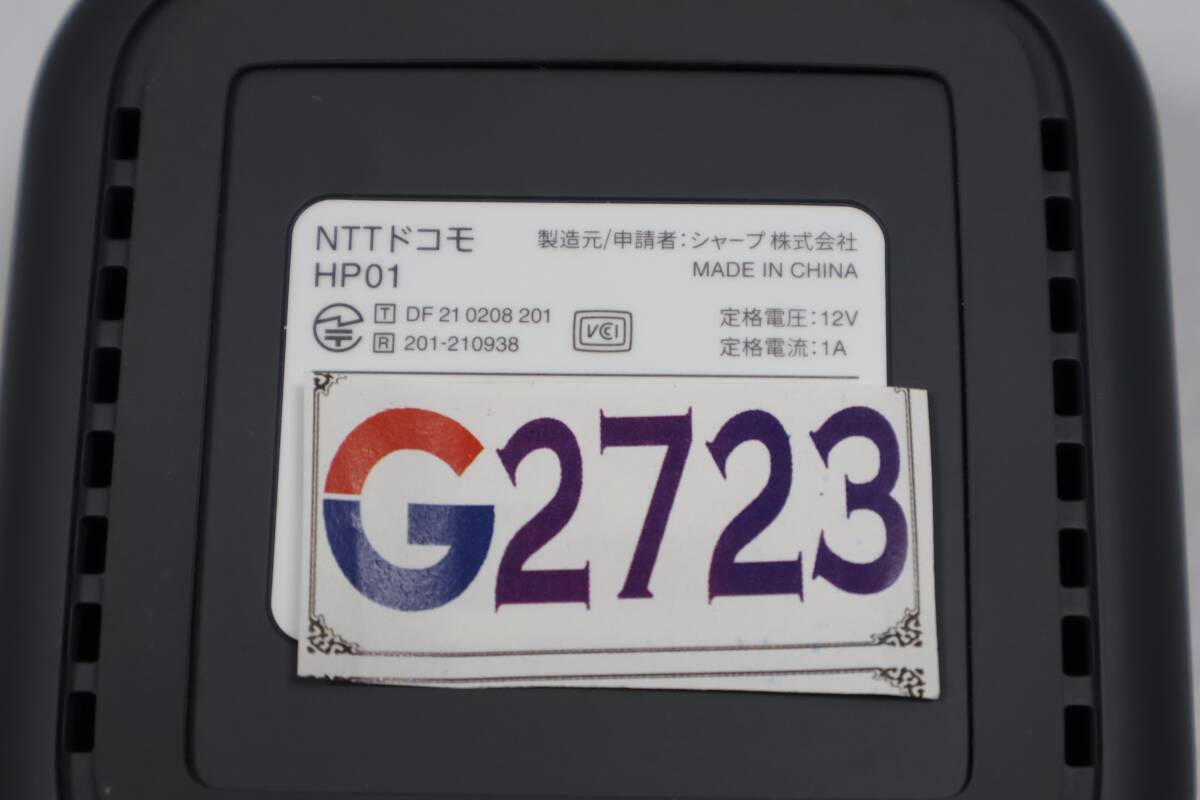 NTTドコモ
HP01
製造元/申請者：シャープ 株式会社
MADE IN CHINA
T DF 21 0208 201
R 201-210938
VCCI
定格電圧：12V
定格電流：1A
G2723